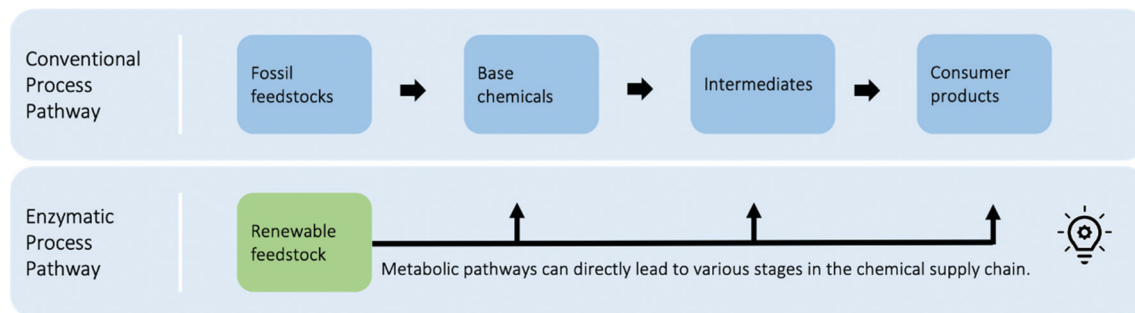 Conventional
Process
Pathway
Fossil
feedstocks
Base
chemicals
Intermediates
Consumer
products
Enzymatic
Process
Pathway
Renewable
feedstock
Metabolic pathways can directly lead to various stages in the chemical supply chain.